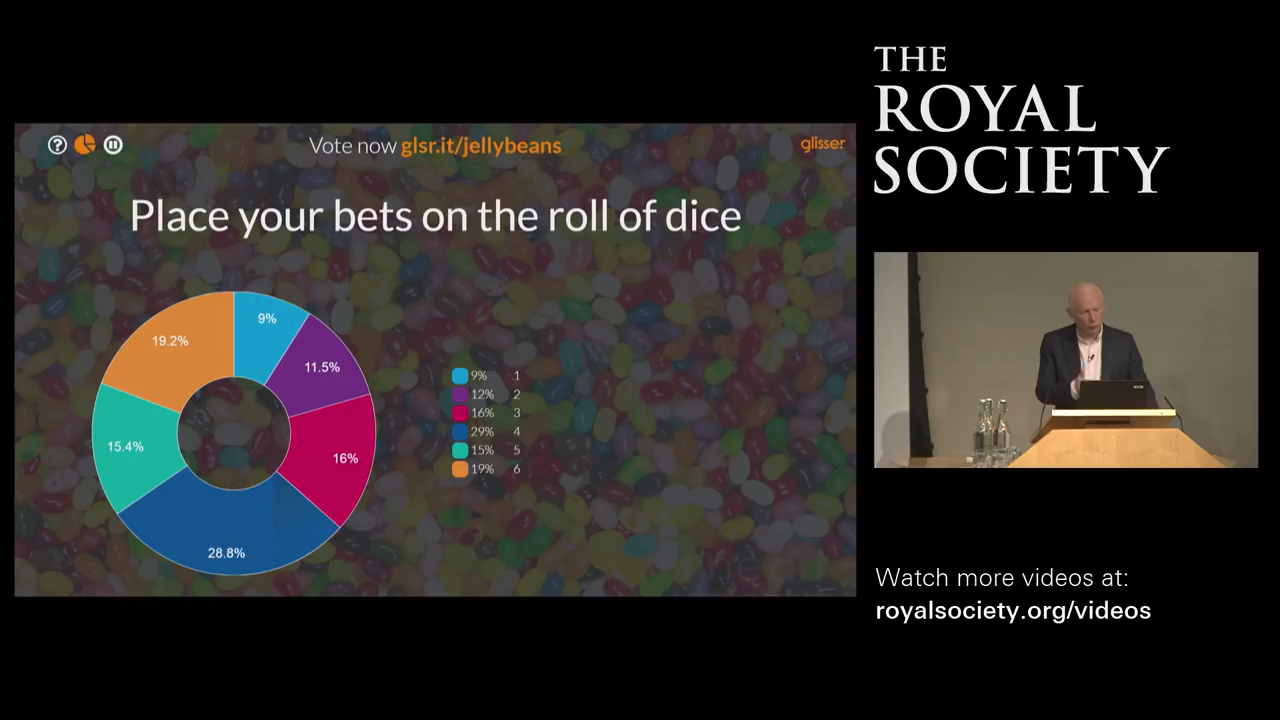 Vote now glsr.it/jellybeans
glisser
Place your bets on the roll of dice
9%
11.5%
16%
28.8%
15.4%
19.2%
9% 1
12% 2
16% 3
29% 4
15% 5
19% 6
THE
ROYAL
SOCIETY
Watch more videos at:
royalsociety.org/videos